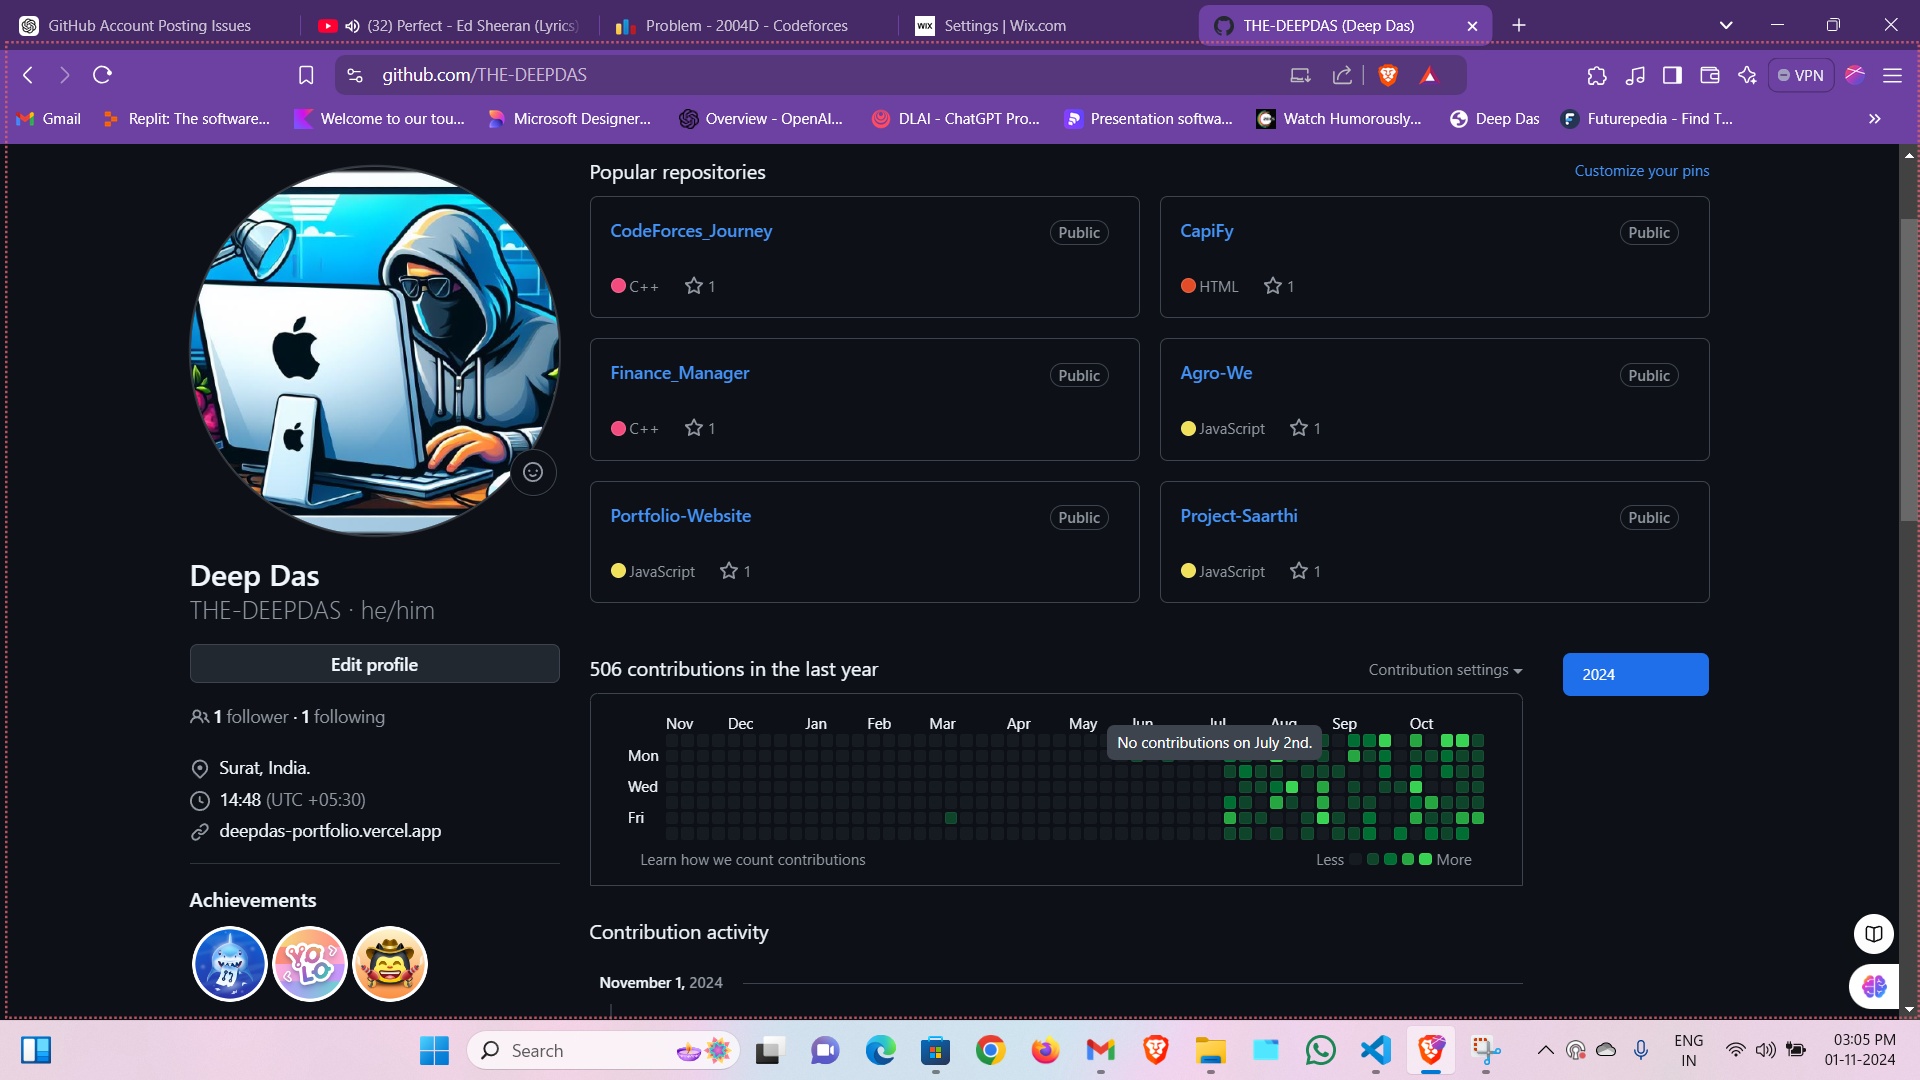 GitHub Account Posting Issues
(32) Perfect - Ed Sheeran (Lyrics)
Problem - 2004D - Codeforces
WiX Settings | Wix.com
THE-DEEPDAS (Deep Das)
github.com/THE-DEEPDAS
VPN
Gmail
Replit: The software...
Welcome to our tou...
Microsoft Designer...
Overview - OpenAI...
DLAI - ChatGPT Pro...
Presentation softwa...
Watch Humorously...
Deep Das
Futurepedia - Find T...
Popular repositories
Customize your pins
CodeForces_Journey Public
C++ 1
CapiFy Public
HTML 1
Finance_Manager Public
C++ 1
Agro-We Public
JavaScript 1
Portfolio-Website Public
JavaScript 1
Project-Saarthi Public
JavaScript 1
Deep Das
THE-DEEPDAS · he/him
Edit profile
1 follower · 1 following
Surat, India.
14:48 (UTC +05:30)
deepdas-portfolio.vercel.app
Achievements
YOLO
506 contributions in the last year
Contribution settings
2024
Nov Dec Jan Feb Mar Apr May Jun Jul Aug Sep Oct
No contributions on July 2nd.
Mon
Wed
Fri
Learn how we count contributions
Less More
Contribution activity
November 1, 2024
Search
ENG
IN
03:05 PM
01-11-2024